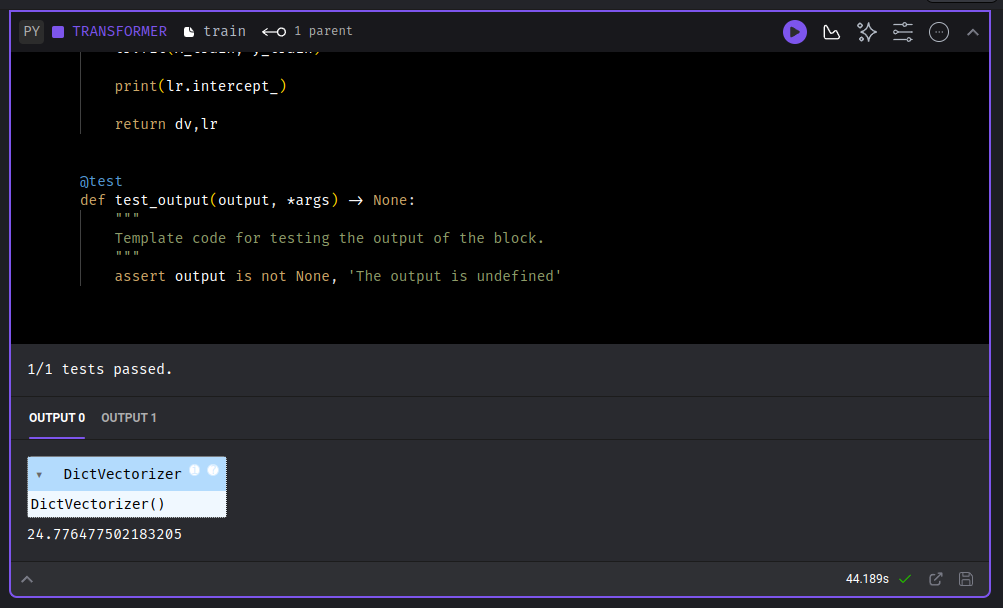 PY TRANSFORMER train 1 parent
print(lr.intercept_)
return dv,lr
@test
def test_output(output, *args) -> None:
"""
Template code for testing the output of the block.
"""
assert output is not None, 'The output is undefined'
1/1 tests passed.
OUTPUT 0 OUTPUT 1
DictVectorizer
DictVectorizer()
24.776477502183205
44.189s